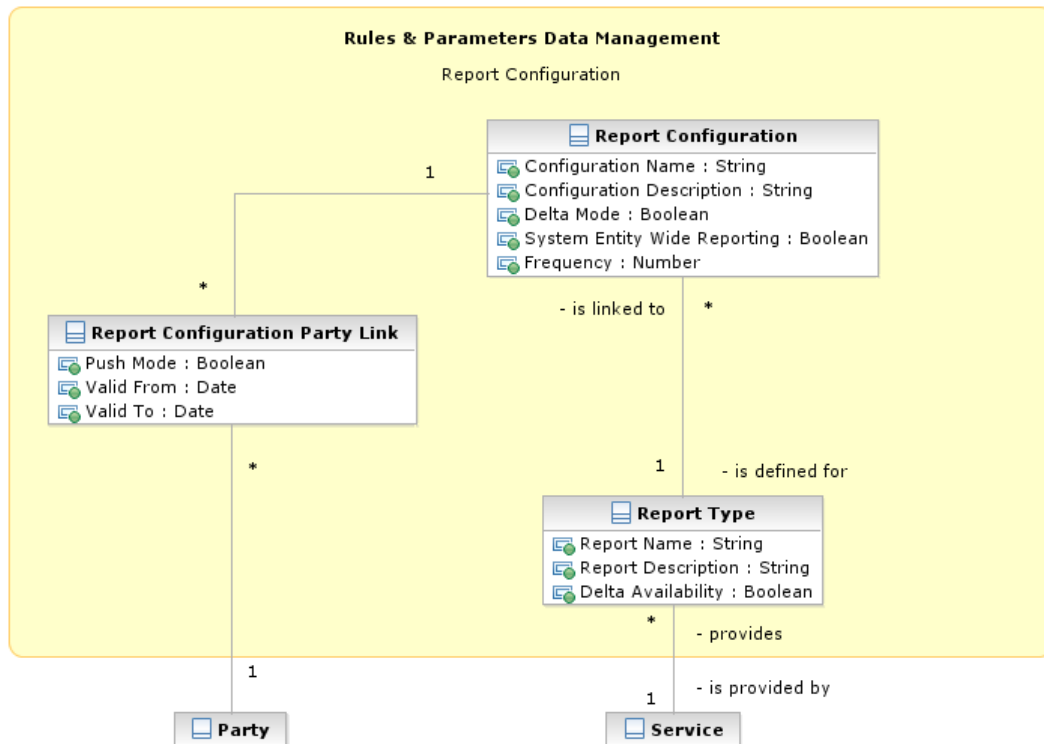 Rules & Parameters Data Management
Report Configuration
Report Configuration
Configuration Name : String
Configuration Description : String
Delta Mode : Boolean
System Entity Wide Reporting : Boolean
Frequency : Number
1
*
- is linked to
*
Report Configuration Party Link
Push Mode : Boolean
Valid From : Date
Valid To : Date
*
1
- is defined for
Report Type
Report Name : String
Report Description : String
Delta Availability : Boolean
*
- provides
1
- is provided by
1
Party
Service